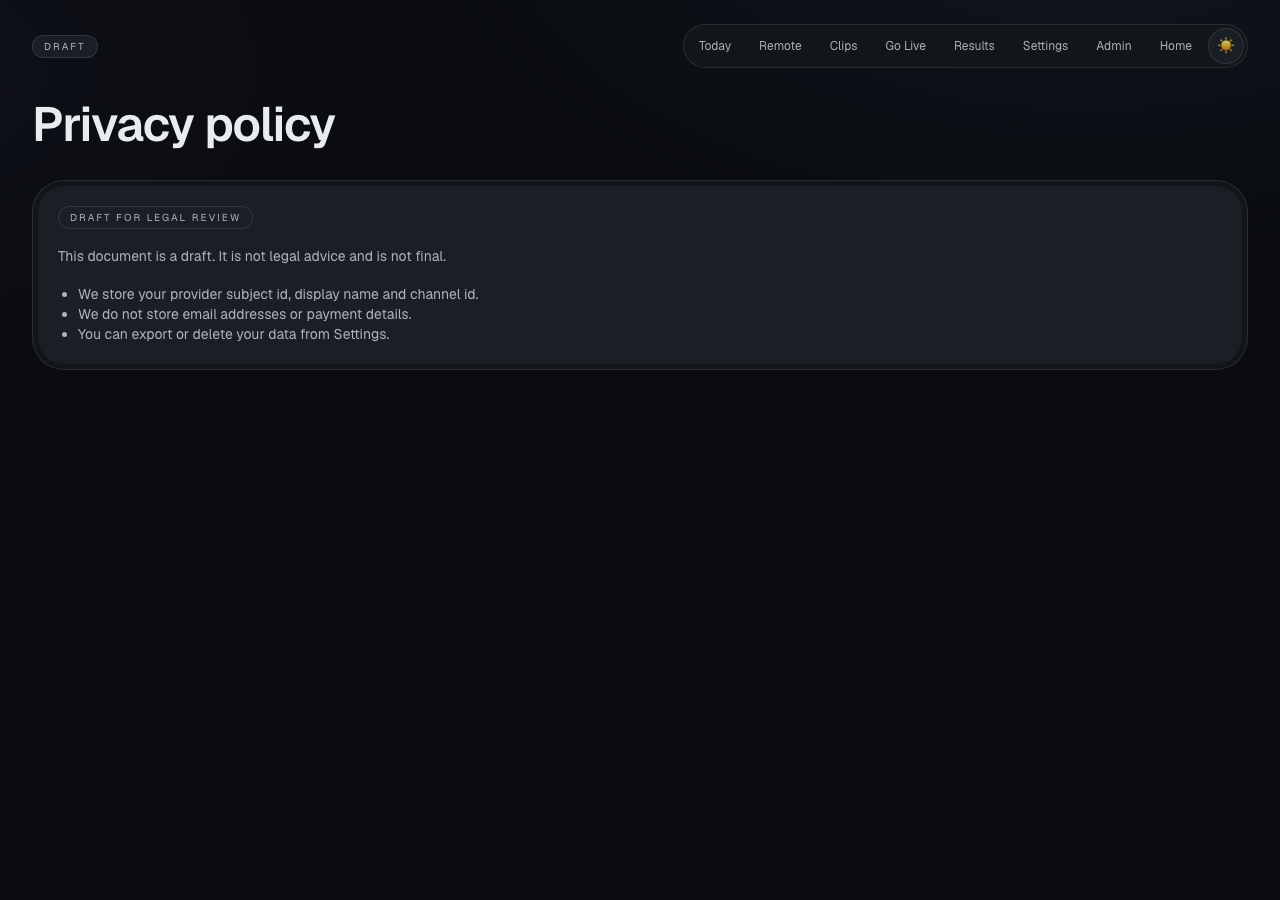 DRAFT
Today Remote Clips Go Live Results Settings Admin Home
Privacy policy
DRAFT FOR LEGAL REVIEW
This document is a draft. It is not legal advice and is not final.
We store your provider subject id, display name and channel id.
We do not store email addresses or payment details.
You can export or delete your data from Settings.